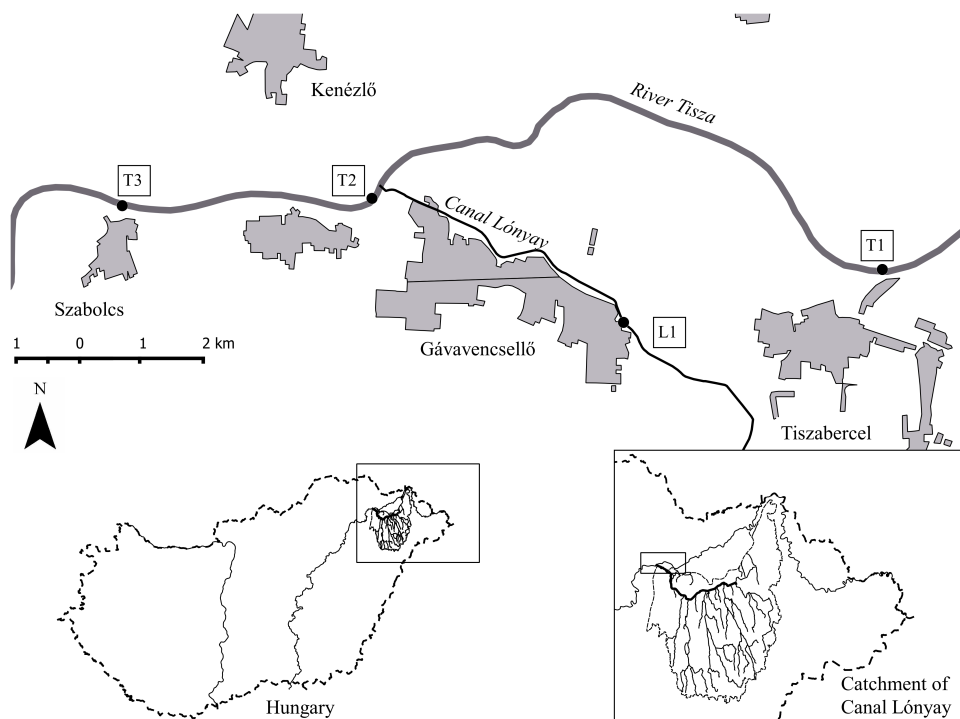 Kenézlő
River Tisza
T3
T2
Canal Lónyay
T1
Szabolcs
L1
1 0 1 2 km
Gávavencsellő
N
Tiszabercel
Hungary
Catchment of
Canal Lónyay